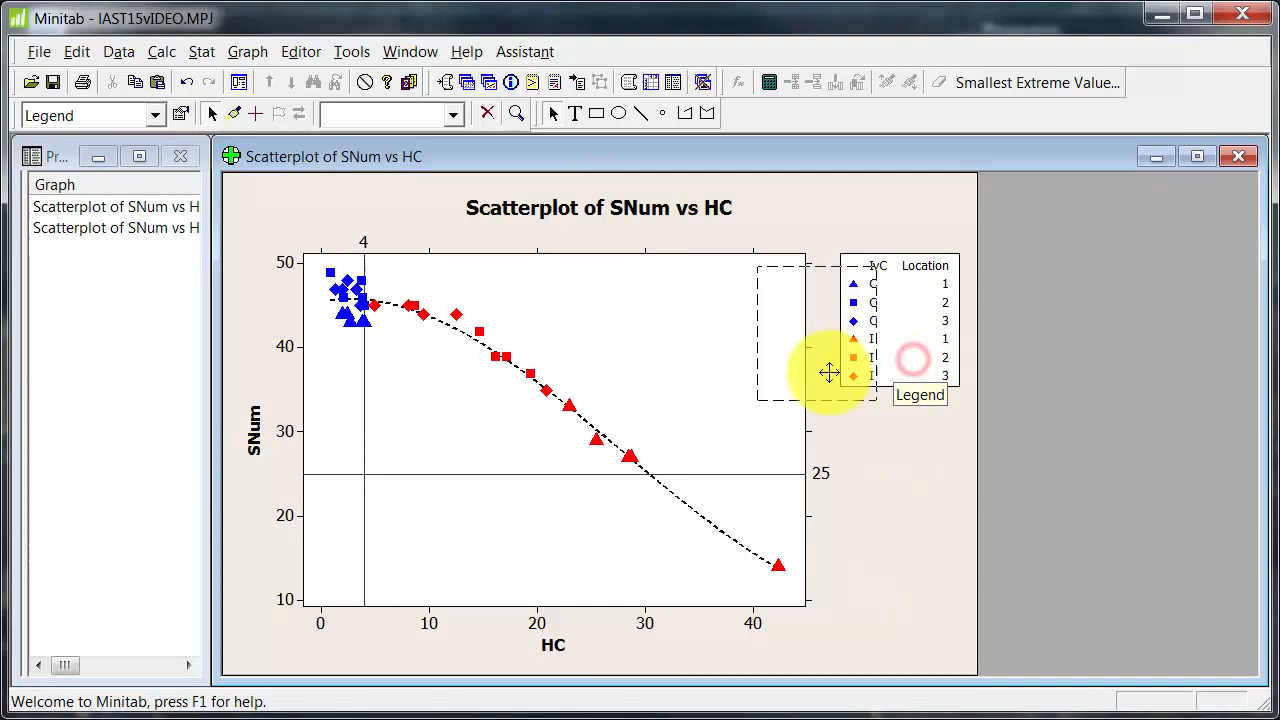 Minitab - IAST15vIDEO.MPJ
File Edit Data Calc Stat Graph Editor Tools Window Help Assistant
Smallest Extreme Value...
Legend
Pr...
Scatterplot of SNum vs HC
Graph
Scatterplot of SNum vs H
Scatterplot of SNum vs H
Scatterplot of SNum vs HC
4
50
40
30
20
10
SNum
25
0 10 20 30 40
HC
IvC Location
C 1
C 2
C 3
I 1
I 2
I 3
Legend
Welcome to Minitab, press F1 for help.